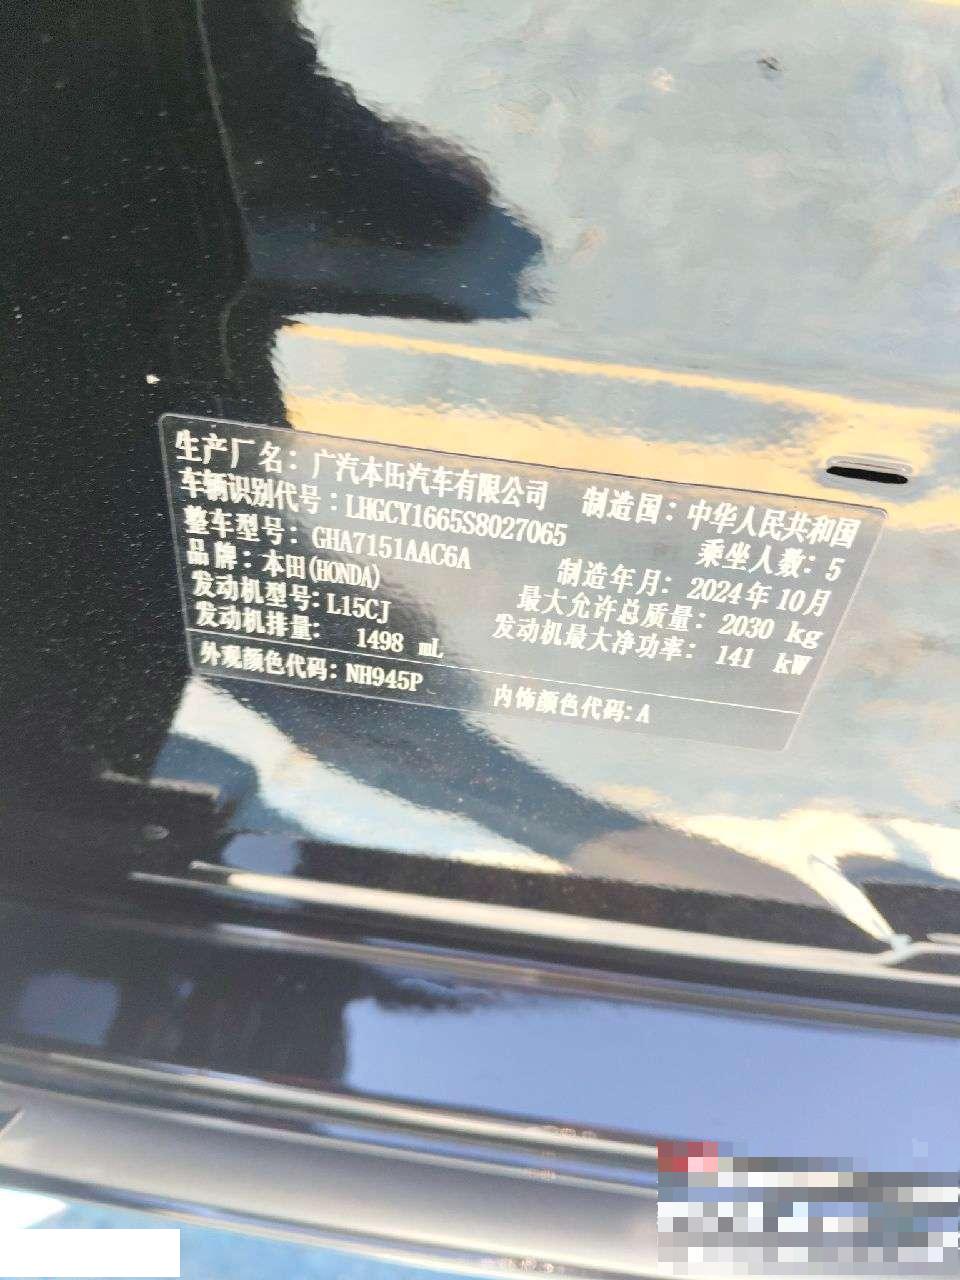 生产厂名：广汽本田汽车有限公司 制造国：中华人民共和国
车辆识别代号：LHGCY1665S8027065 乘坐人数：5
整车型号：GHA7151AAC6A 制造年月：2024年10月
品牌：本田(HONDA) 最大允许总质量：2030 kg
发动机型号：L15CJ 发动机最大净功率：141 kW
发动机排量：1498 mL
外观颜色代码：NH945P 内饰颜色代码：A